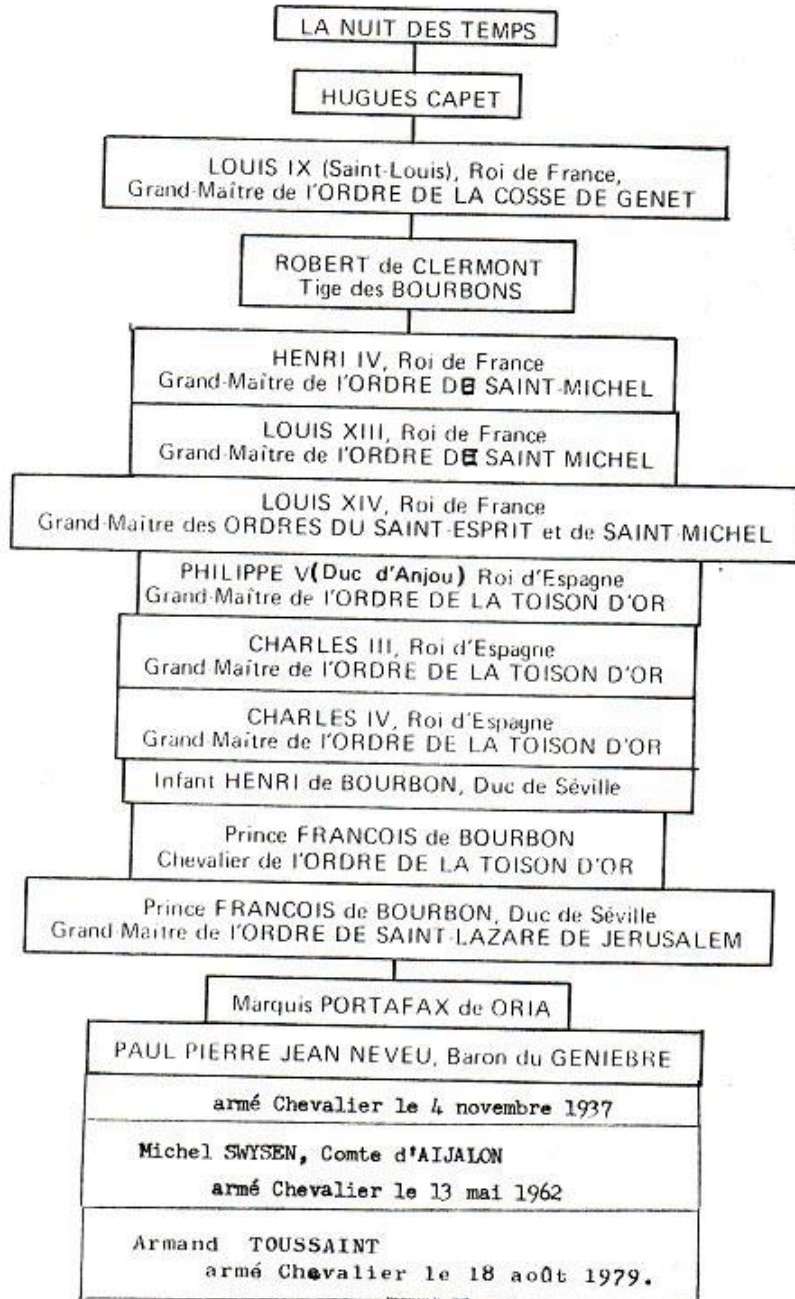 LA NUIT DES TEMPS
HUGUES CAPET
LOUIS IX (Saint-Louis), Roi de France,
Grand-Maître de l'ORDRE DE LA COSSE DE GENET
ROBERT de CLERMONT
Tige des BOURBONS
HENRI IV, Roi de France
Grand-Maître de l'ORDRE DE SAINT-MICHEL
LOUIS XIII, Roi de France
Grand-Maître de l'ORDRE DE SAINT MICHEL
LOUIS XIV, Roi de France
Grand-Maître des ORDRES DU SAINT-ESPRIT et de SAINT-MICHEL
PHILIPPE V (Duc d'Anjou) Roi d'Espagne
Grand-Maître de l'ORDRE DE LA TOISON D'OR
CHARLES III, Roi d'Espagne
Grand-Maître de l'ORDRE DE LA TOISON D'OR
CHARLES IV, Roi d'Espagne
Grand-Maître de l'ORDRE DE LA TOISON D'OR
Infant HENRI de BOURBON, Duc de Séville
Prince FRANCOIS de BOURBON
Chevalier de l'ORDRE DE LA TOISON D'OR
Prince FRANCOIS de BOURBON, Duc de Séville
Grand-Maitre de l'ORDRE DE SAINT-LAZARE DE JERUSALEM
Marquis PORTAFAX de ORIA
PAUL PIERRE JEAN NEVEU, Baron du GENIEBRE
armé Chevalier le 4 novembre 1937
Michel SWYSEN, Comte d'AIJALON
armé Chevalier le 13 mai 1962
Armand TOUSSAINT
armé Chevalier le 18 août 1979.